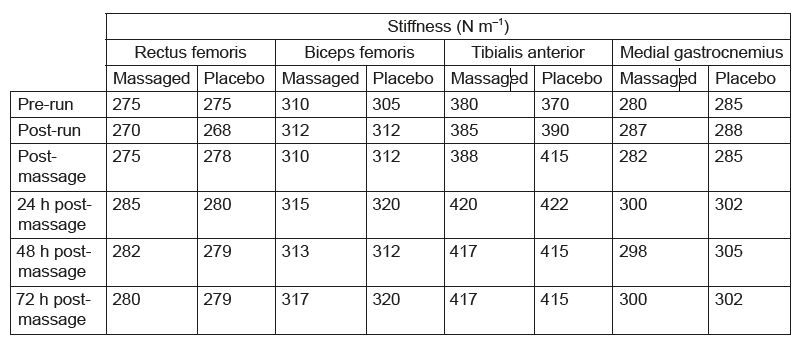 Stiffness (N m⁻¹)
Rectus femoris Biceps femoris Tibialis anterior Medial gastrocnemius
Massaged Placebo Massaged Placebo Massaged Placebo Massaged Placebo
Pre-run 275 275 310 305 380 370 280 285
Post-run 270 268 312 312 385 390 287 288
Post- 275 278 310 312 388 415 282 285
massage
24 h post- 285 280 315 320 420 422 300 302
massage
48 h post- 282 279 313 312 417 415 298 305
massage
72 h post- 280 279 317 320 417 415 300 302
massage